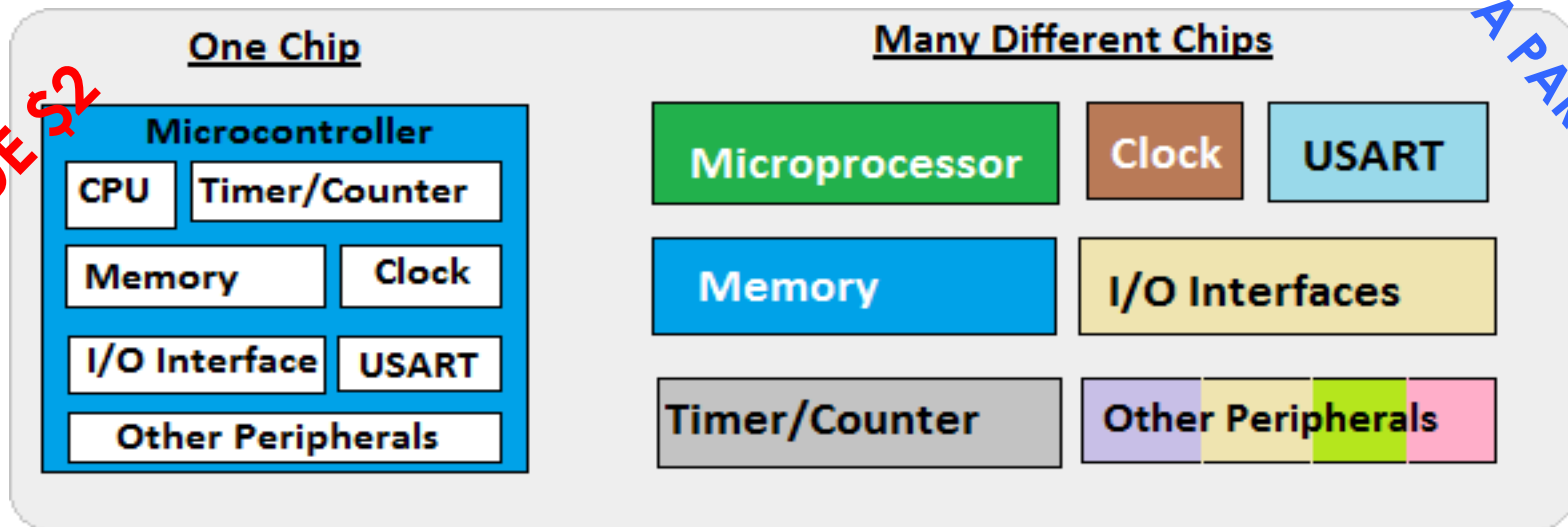 One Chip
Many Different Chips
$2
A
Microcontroller
CPU
Timer/Counter
Memory
Clock
I/O Interface
USART
Other Peripherals
Microprocessor
Clock
USART
Memory
I/O Interfaces
Timer/Counter
Other Peripherals